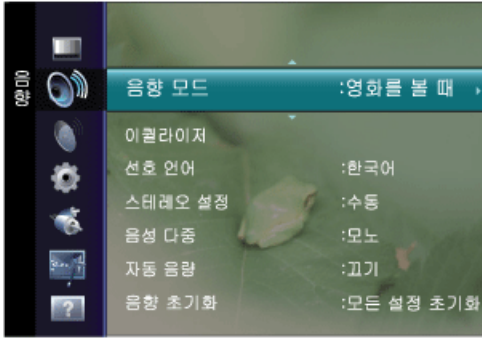 음향
음향 모드 :영화를 볼 때
이퀄라이저
선호 언어 :한국어
스테레오 설정 :수동
음성 다중 :모노
자동 음량 :끄기
음향 초기화 :모든 설정 초기화
?